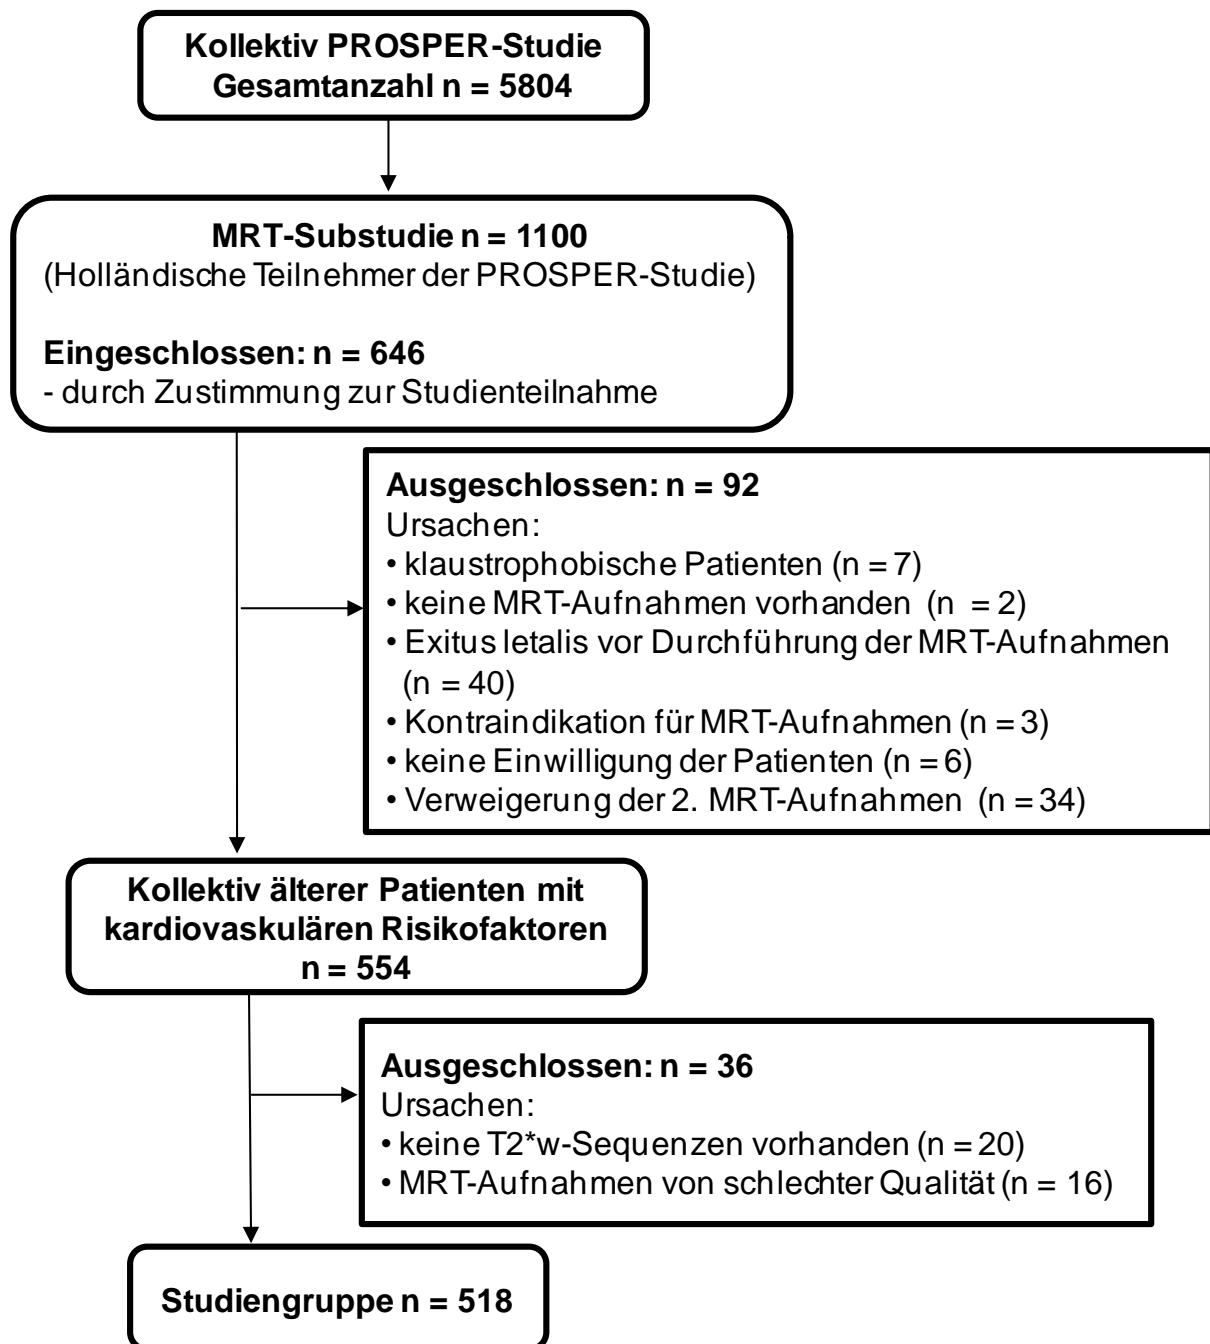 Kollektiv PROSPER-Studie
Gesamtanzahl n = 5804
MRT-Substudie n = 1100
(Holländische Teilnehmer der PROSPER-Studie)
Eingeschlossen: n = 646
- durch Zustimmung zur Studienteilnahme
Ausgeschlossen: n = 92
Ursachen:
• klaustrophobische Patienten (n = 7)
• keine MRT-Aufnahmen vorhanden (n = 2)
• Exitus letalis vor Durchführung der MRT-Aufnahmen
(n = 40)
• Kontraindikation für MRT-Aufnahmen (n = 3)
• keine Einwilligung der Patienten (n = 6)
• Verweigerung der 2. MRT-Aufnahmen (n = 34)
Kollektiv älterer Patienten mit
kardiovaskulären Risikofaktoren
n = 554
Ausgeschlossen: n = 36
Ursachen:
• keine T2*w-Sequenzen vorhanden (n = 20)
• MRT-Aufnahmen von schlechter Qualität (n = 16)
Studiengruppe n = 518